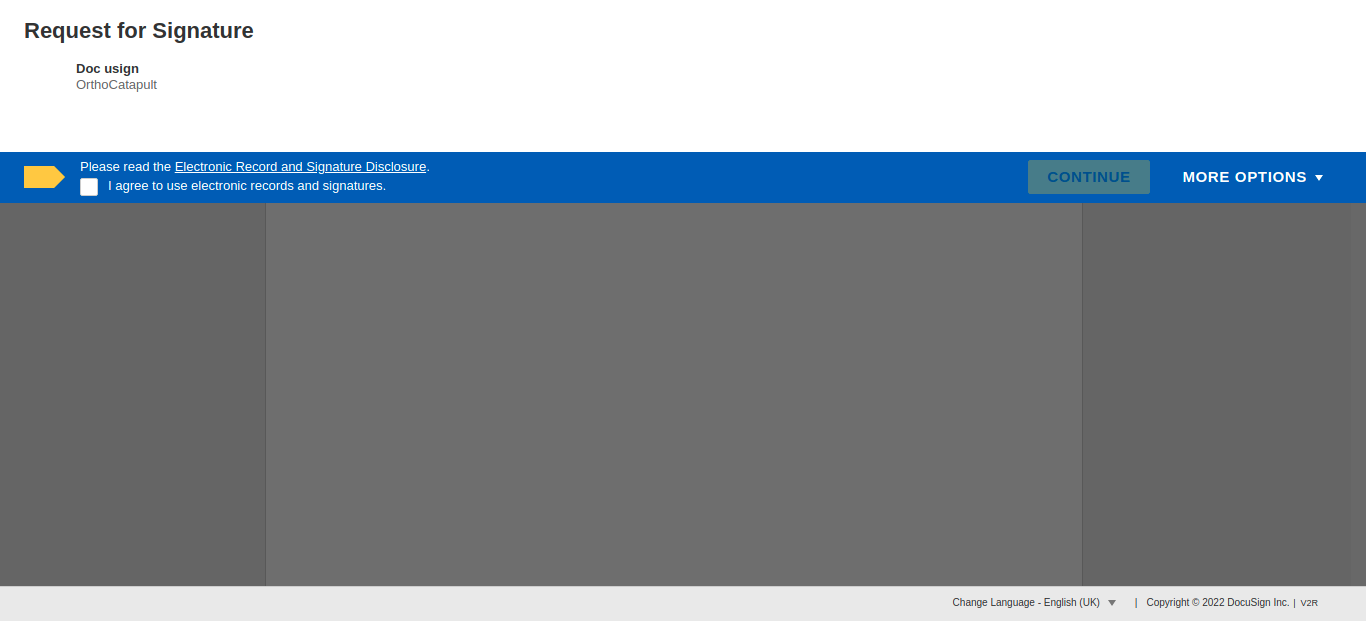 Request for Signature
Doc usign
OrthoCatapult
Please read the Electronic Record and Signature Disclosure.
I agree to use electronic records and signatures.
CONTINUE
MORE OPTIONS
Change Language - English (UK) | Copyright © 2022 DocuSign Inc. | V2R